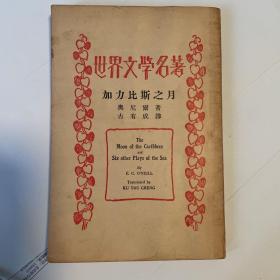 世界文學名著
加力比斯之月
奧尼爾著
古有成譯
The
Moon of the Caribbees
and
Six other Plays of the Sea
By
E. C. O'NEILL
Translated by
KU YAO CHENG